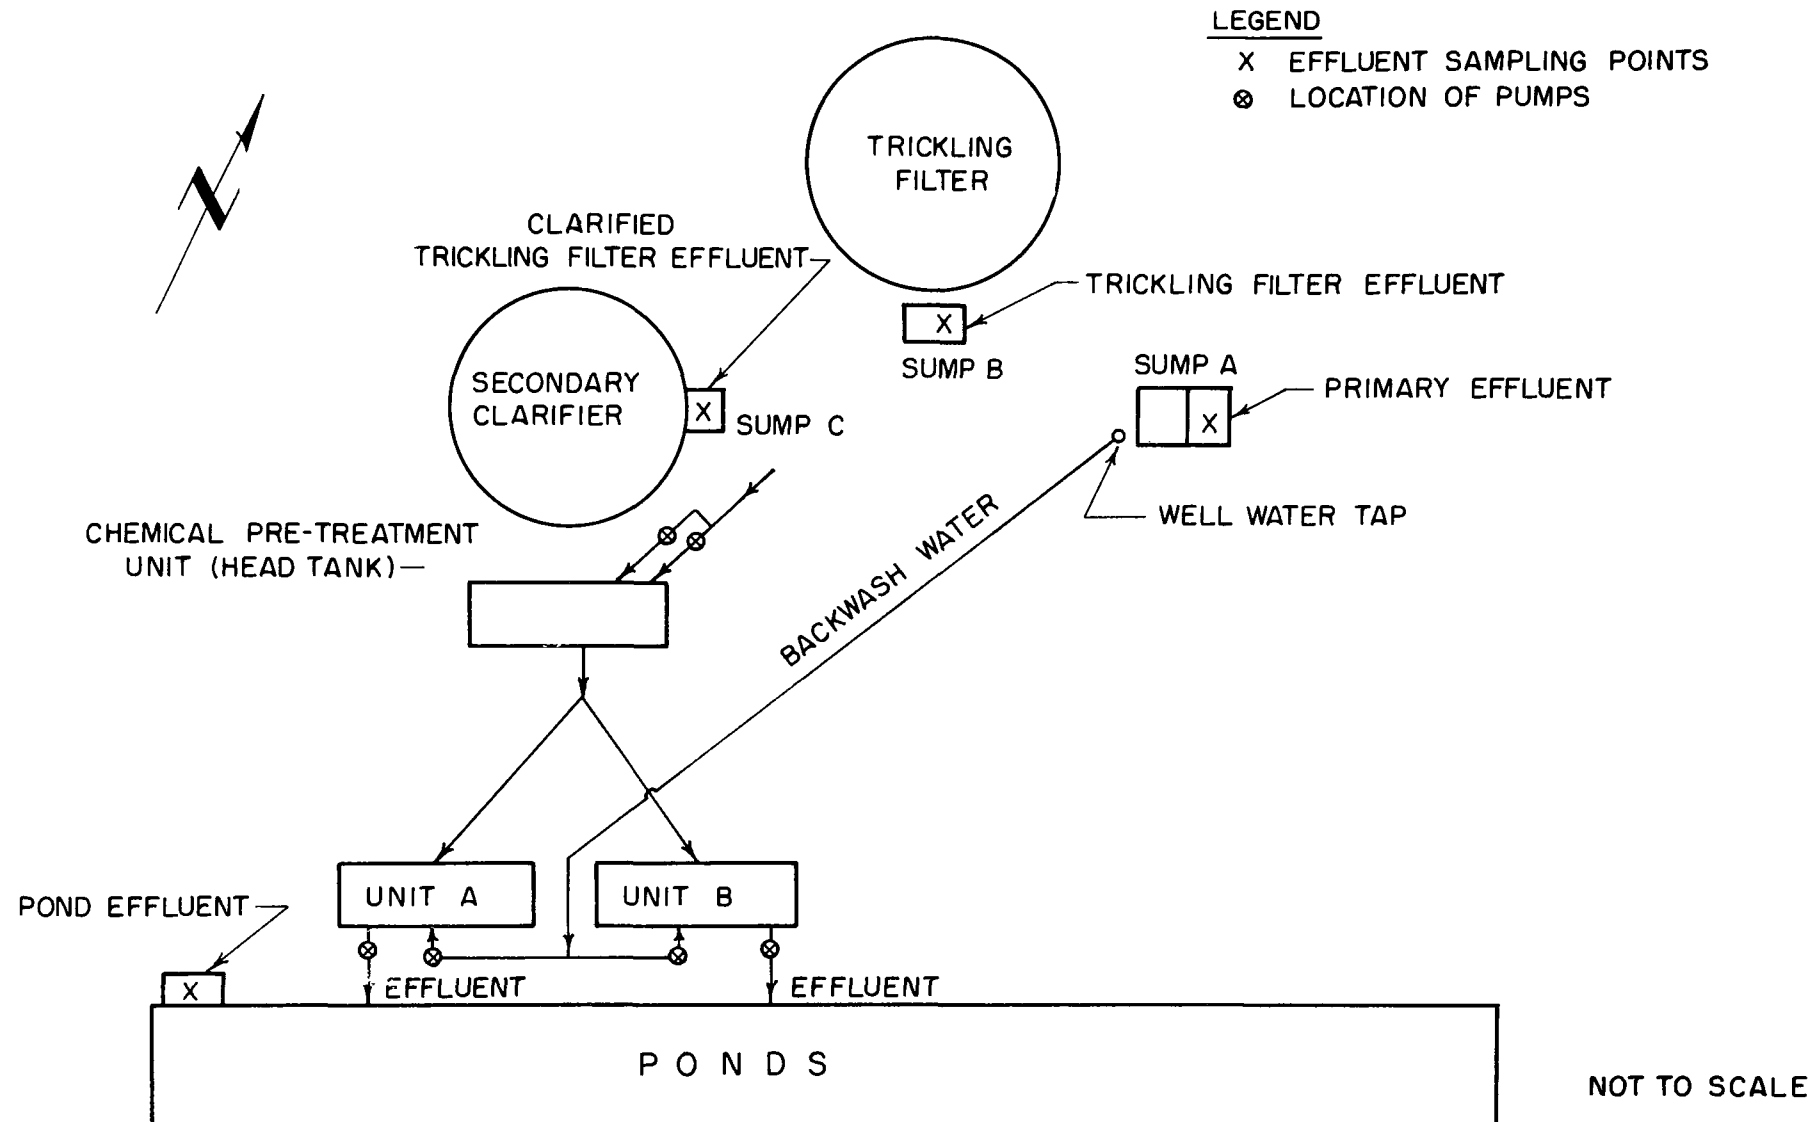 LEGEND
X EFFLUENT SAMPLING POINTS
⊗ LOCATION OF PUMPS
TRICKLING
FILTER
N
CLARIFIED
TRICKLING FILTER EFFLUENT
TRICKLING FILTER EFFLUENT
X
SUMP B
SUMP A
PRIMARY EFFLUENT
X
SECONDARY
CLARIFIER
X
SUMP C
WELL WATER TAP
BACKWASH WATER
CHEMICAL PRE-TREATMENT
UNIT (HEAD TANK)
UNIT A
UNIT B
POND EFFLUENT
X
EFFLUENT
EFFLUENT
PONDS
NOT TO SCALE